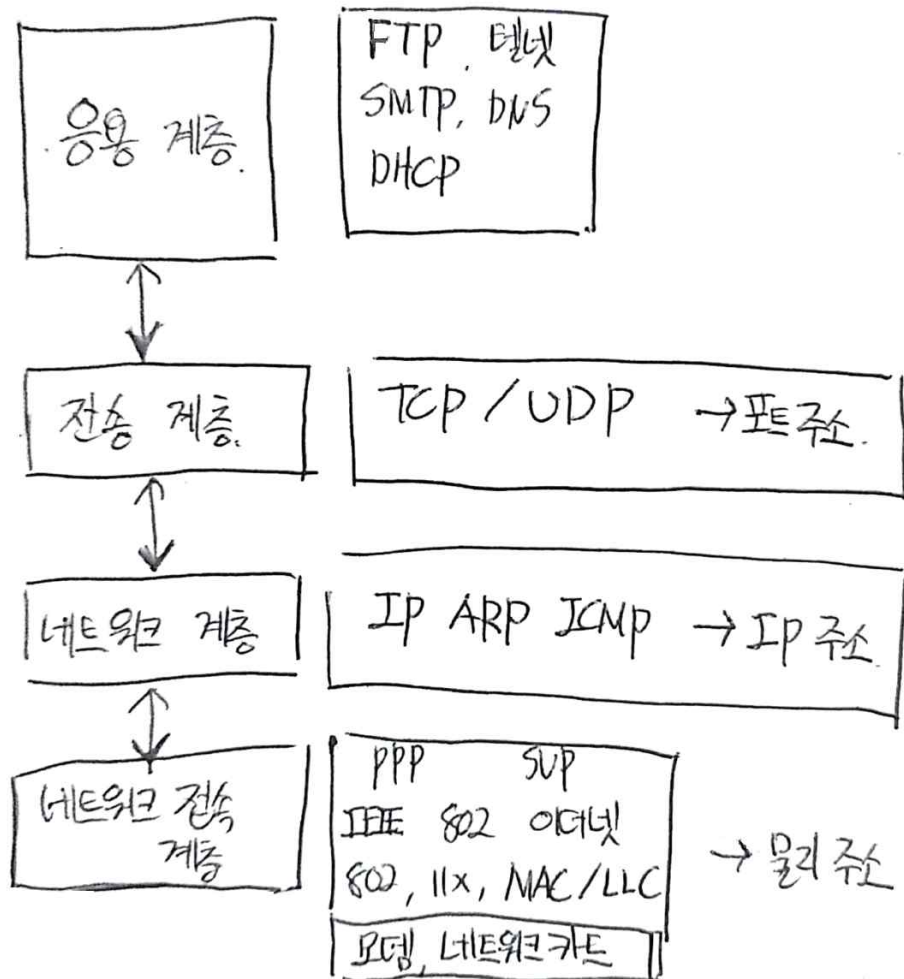 응용 계층.
FTP, 텔넷
SMTP, DNS
DHCP
전송 계층.
TCP / UDP → 포트 주소.
네트워크 계층
IP ARP ICMP → IP 주소.
네트워크 접속
계층
PPP SLIP
IEEE 802 이더넷
802, 11x, MAC/LLC
→ 물리 주소
모뎀, 네트워크 카드